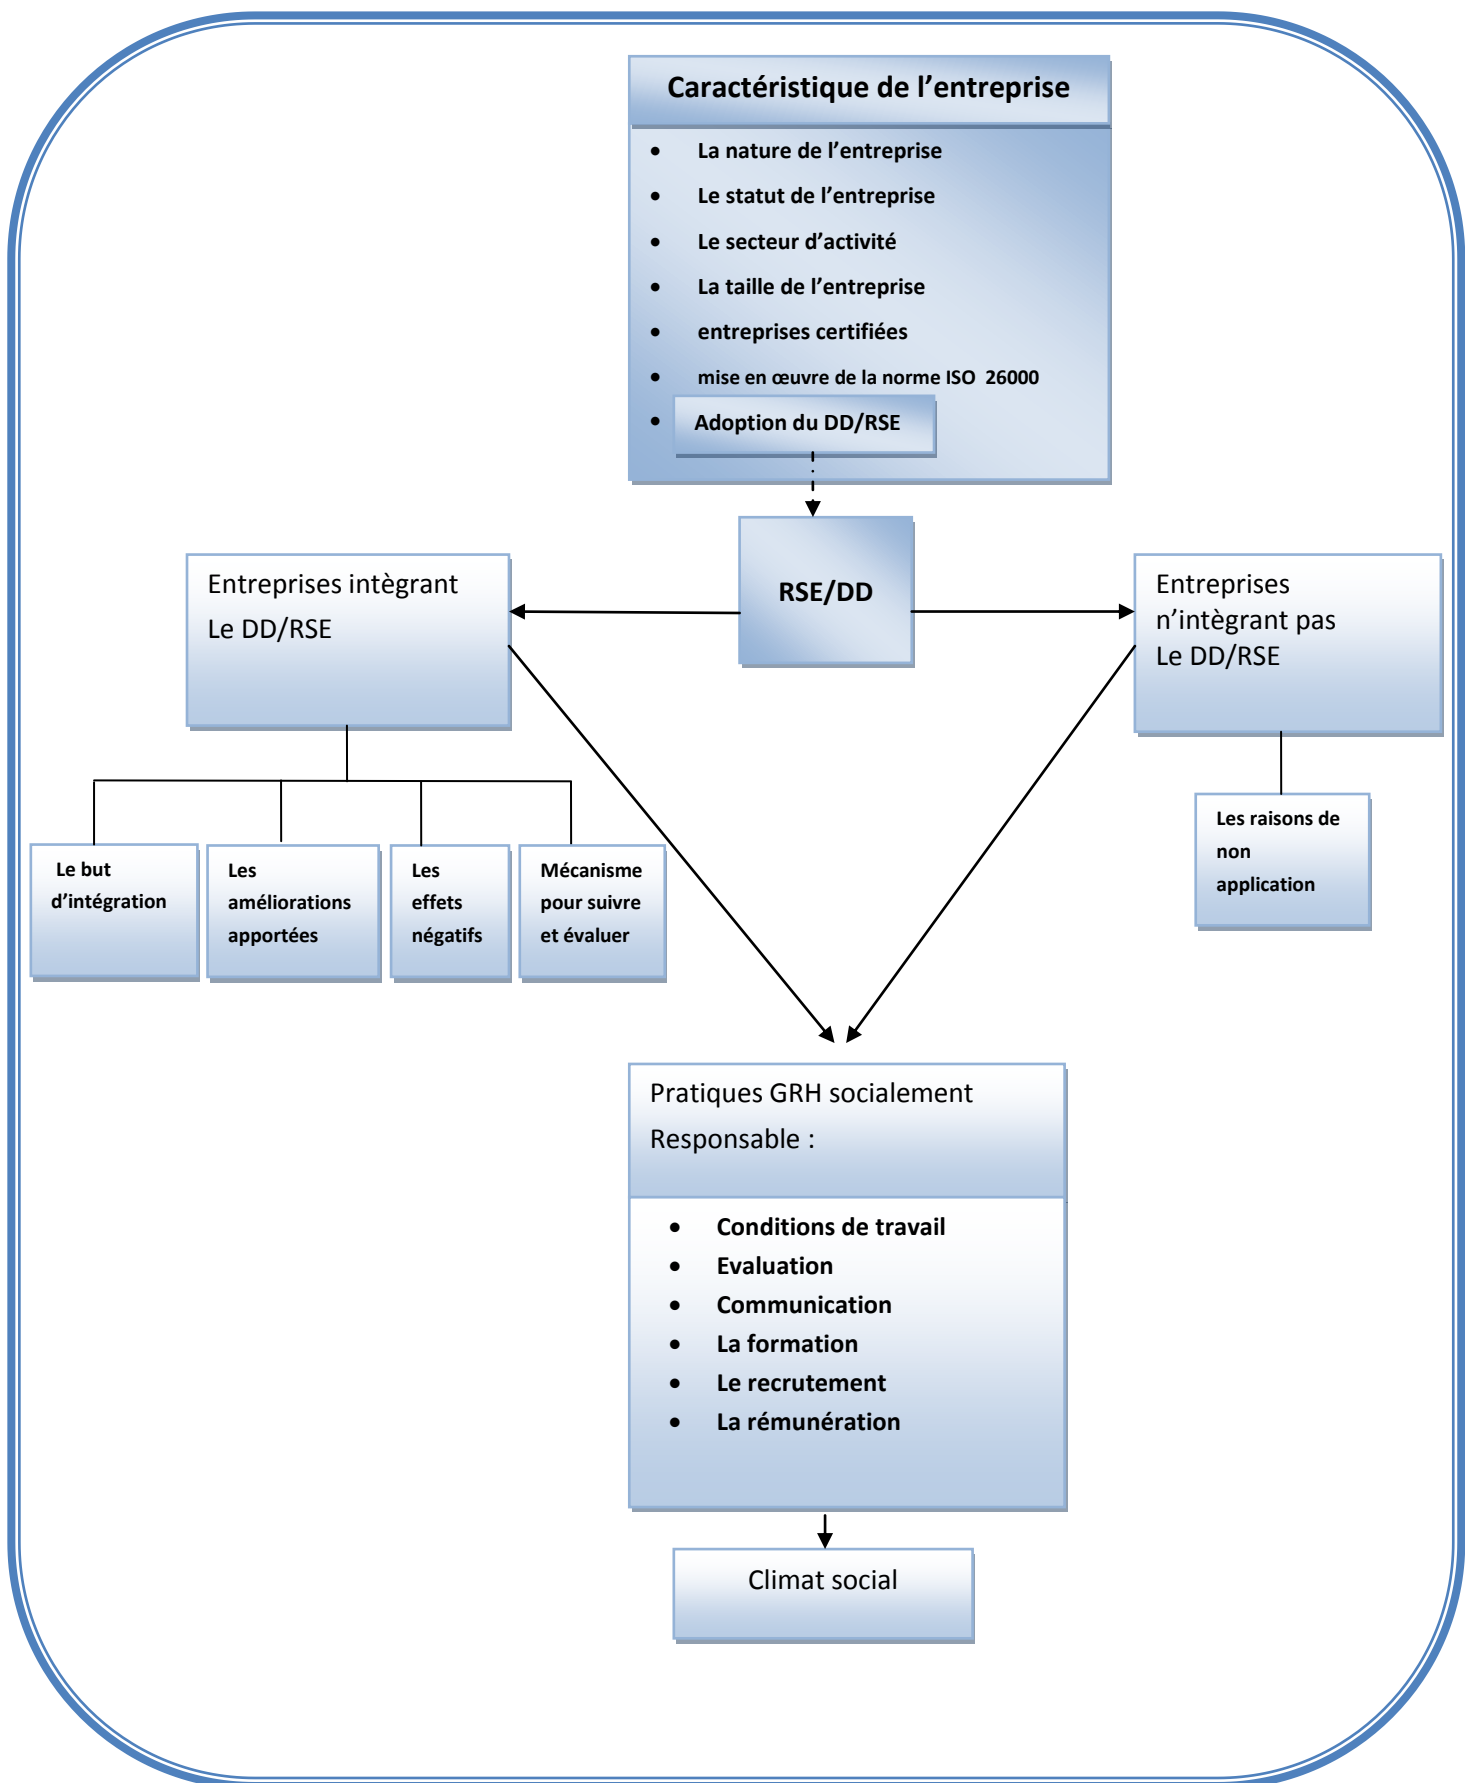 Caractéristique de l’entreprise
• La nature de l’entreprise
• Le statut de l’entreprise
• Le secteur d’activité
• La taille de l’entreprise
• entreprises certifiées
• mise en œuvre de la norme ISO 26000
• Adoption du DD/RSE
RSE/DD
Entreprises intègrant
Le DD/RSE
Entreprises
n’intègrant pas
Le DD/RSE
Le but
d’intégration
Les
améliorations
apportées
Les
effets
négatifs
Mécanisme
pour suivre
et évaluer
Les raisons de
non
application
Pratiques GRH socialement
Responsable :
• Conditions de travail
• Evaluation
• Communication
• La formation
• Le recrutement
• La rémunération
Climat social